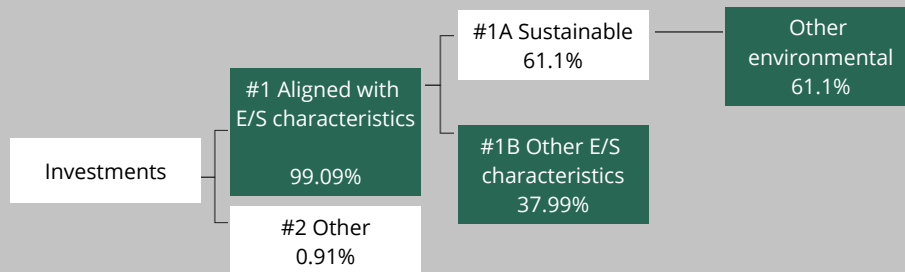 Investments
#1 Aligned with
E/S characteristics
99.09%
#2 Other
0.91%
#1A Sustainable
61.1%
#1B Other E/S
characteristics
37.99%
Other
environmental
61.1%